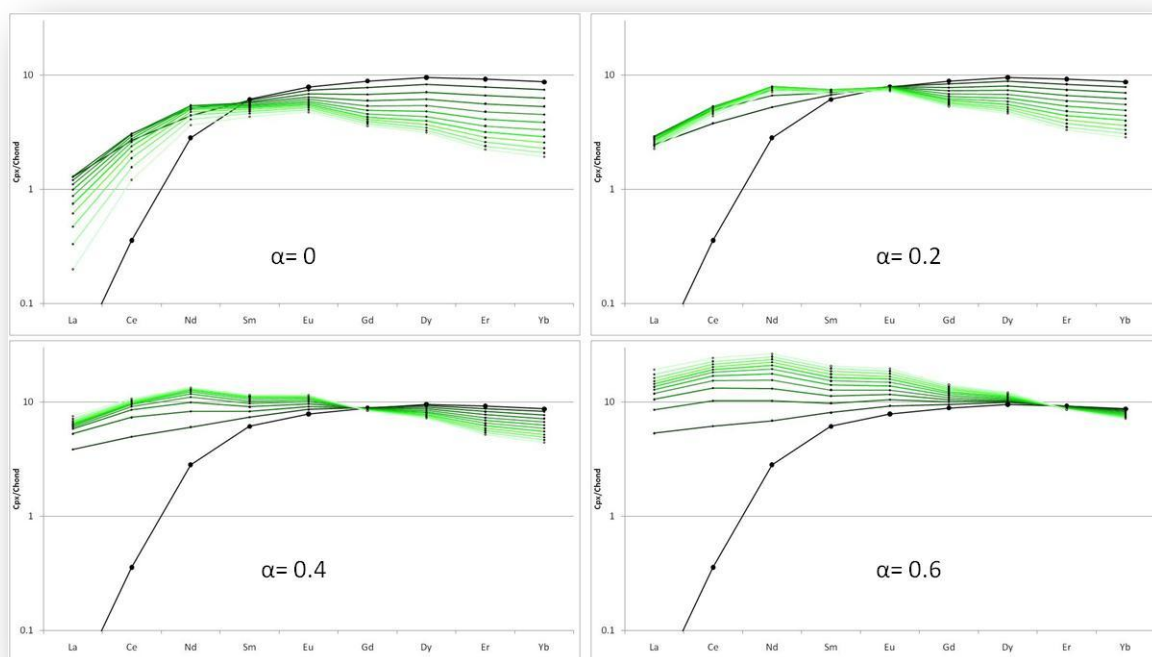 10
1
0.1
Cpx/Chond
La Ce Nd Sm Eu Gd Dy Er Yb
α= 0
10
1
0.1
Cpx/Chond
La Ce Nd Sm Eu Gd Dy Er Yb
α= 0.2
10
1
0.1
Cpx/Chond
La Ce Nd Sm Eu Gd Dy Er Yb
α= 0.4
10
1
0.1
Cpx/Chond
La Ce Nd Sm Eu Gd Dy Er Yb
α= 0.6